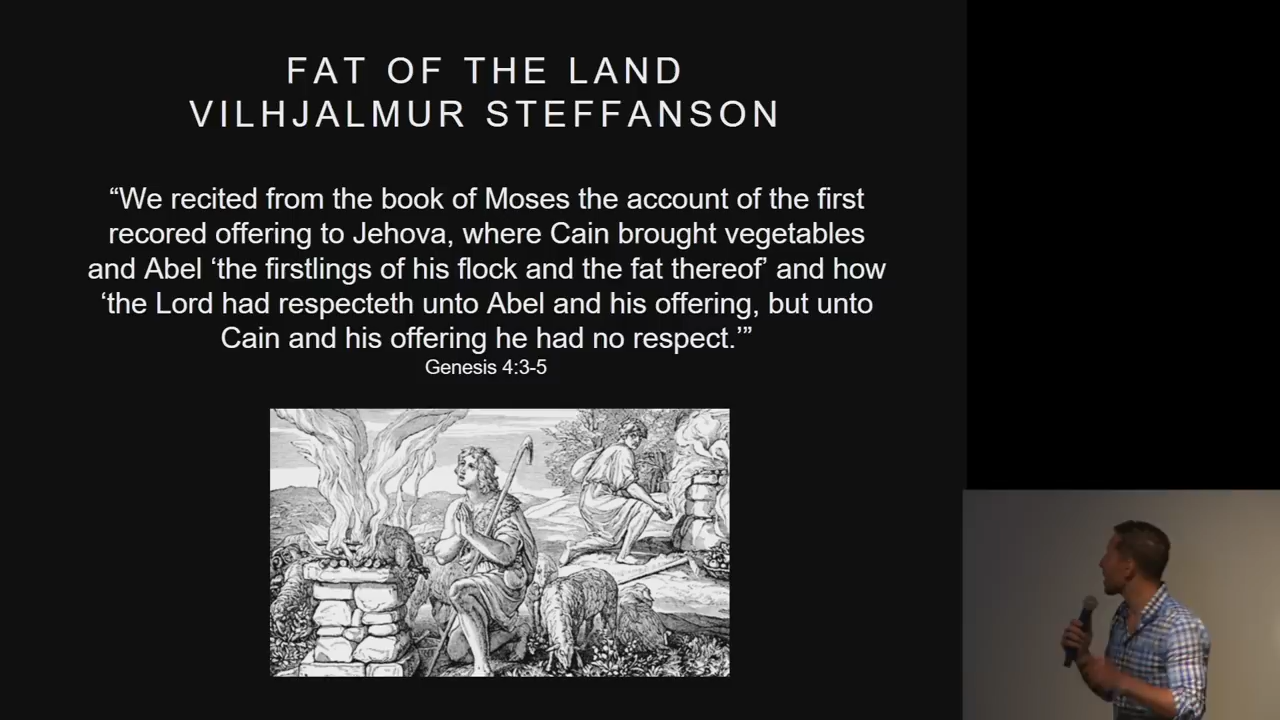 FAT OF THE LAND
VILHJALMUR STEFFANSON
“We recited from the book of Moses the account of the first
recored offering to Jehova, where Cain brought vegetables
and Abel ‘the firstlings of his flock and the fat thereof’ and how
‘the Lord had respecteth unto Abel and his offering, but unto
Cain and his offering he had no respect.’”
Genesis 4:3-5